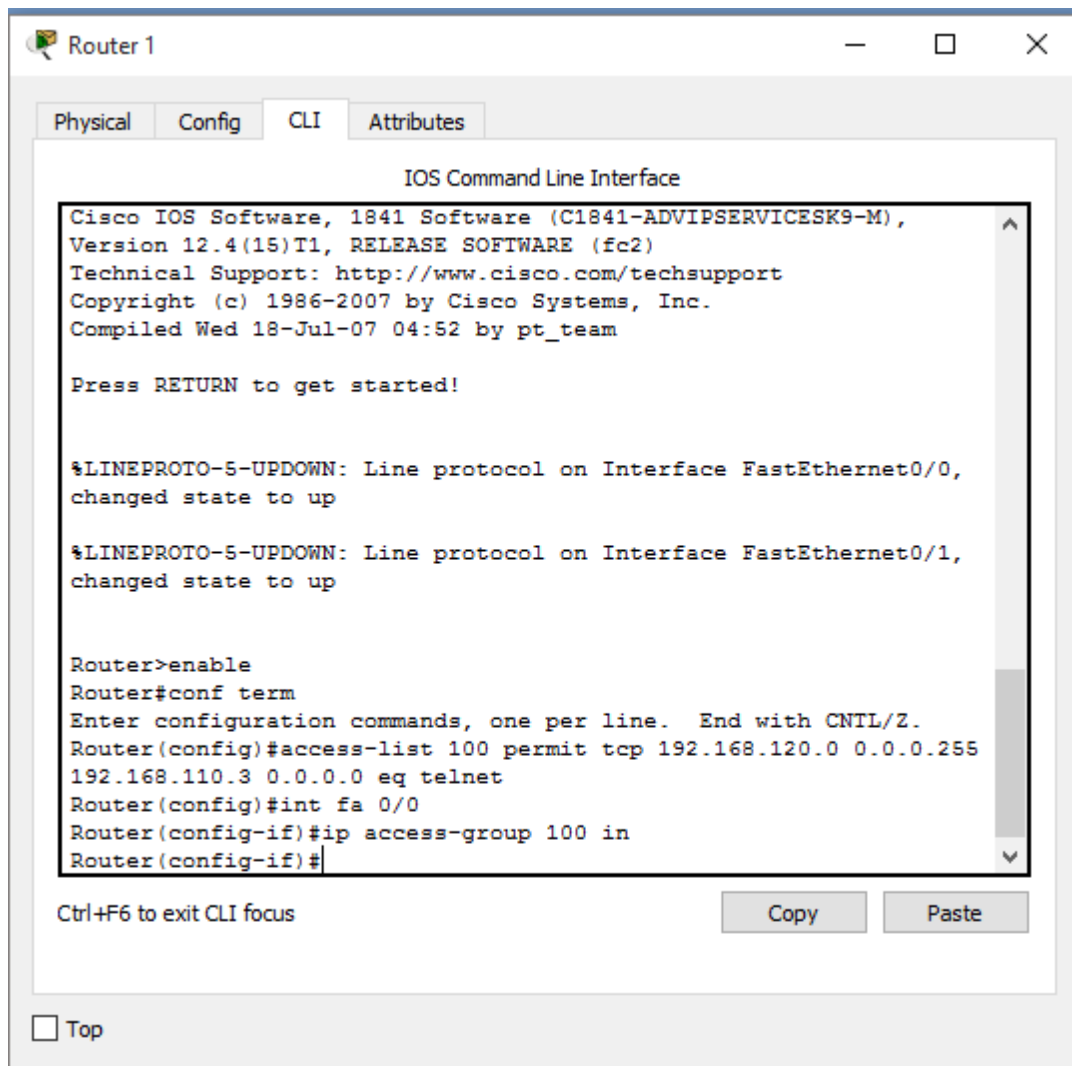 Router 1
Physical Config CLI Attributes
IOS Command Line Interface
Cisco IOS Software, 1841 Software (C1841-ADVIPSERVICESK9-M),
Version 12.4(15)T1, RELEASE SOFTWARE (fc2)
Technical Support: http://www.cisco.com/techsupport
Copyright (c) 1986-2007 by Cisco Systems, Inc.
Compiled Wed 18-Jul-07 04:52 by pt_team
Press RETURN to get started!
%LINEPROTO-5-UPDOWN: Line protocol on Interface FastEthernet0/0,
changed state to up
%LINEPROTO-5-UPDOWN: Line protocol on Interface FastEthernet0/1,
changed state to up
Router>enable
Router#conf term
Enter configuration commands, one per line.  End with CNTL/Z.
Router(config)#access-list 100 permit tcp 192.168.120.0 0.0.0.255
192.168.110.3 0.0.0.0 eq telnet
Router(config)#int fa 0/0
Router(config-if)#ip access-group 100 in
Router(config-if)#
Ctrl+F6 to exit CLI focus
Copy Paste
Top